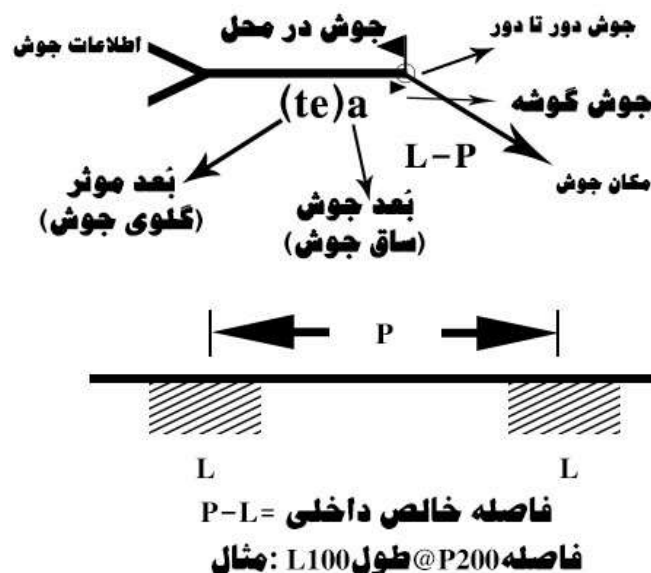 جوش دور تا دور
جوش در محل
اطلاعات جوش
(te)a
جوش گوشه
L-P
مکان جوش
بُعد موثر
(گلوی جوش)
بُعد جوش
(ساق جوش)
P
L
L
فاصله خالص داخلی =P-L
مثال: L100طول@P200فاصله